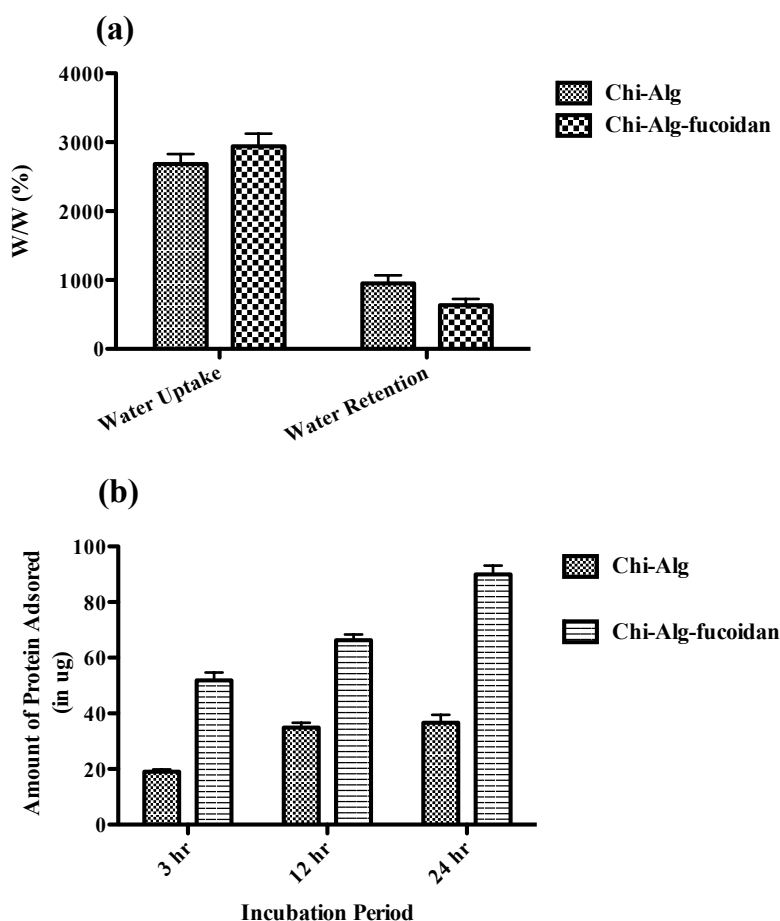 (a)
4000
3000
2000
1000
0
W/W (%)
Water Uptake
Water Retention
Chi-Alg
Chi-Alg-fucoidan
(b)
100
80
60
40
20
0
Amount of Protein Adsored
(in ug)
3 hr
12 hr
24 hr
Incubation Period
Chi-Alg
Chi-Alg-fucoidan